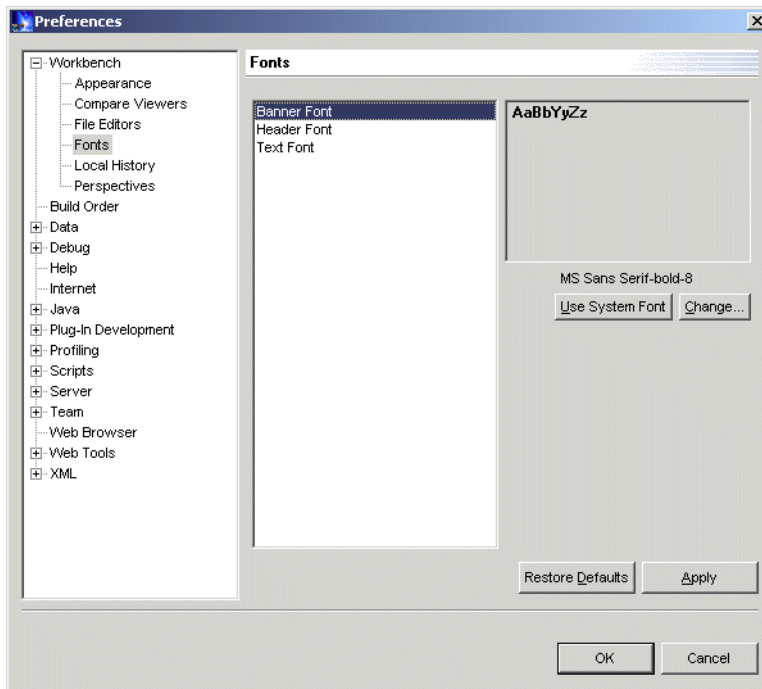 Preferences
Workbench
Appearance
Compare Viewers
File Editors
Fonts
Local History
Perspectives
Build Order
Data
Debug
Help
Internet
Java
Plug-In Development
Profiling
Scripts
Server
Team
Web Browser
Web Tools
XML
Fonts
Banner Font
Header Font
Text Font
AaBbYyZz
MS Sans Serif-bold-8
Use System Font
Change...
Restore Defaults
Apply
OK
Cancel